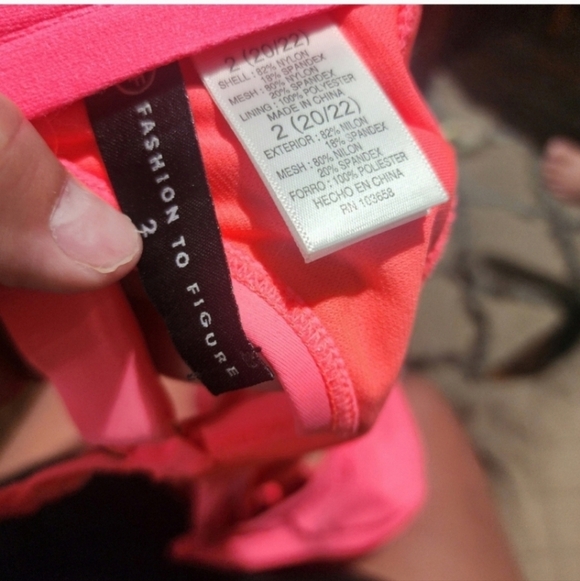 2 (20/22)
SHELL : 82% NYLON
18% SPANDEX
MESH : 80% NYLON
20% SPANDEX
LINING : 100% POLYESTER
MADE IN CHINA
2 (20/22)
EXTERIOR : 82% NILON
18% SPANDEX
MESH : 80% NILON
20% SPANDEX
FORRO : 100% POLIESTER
HECHO EN CHINA
RN 103658
FASHION TO FIGURE
2